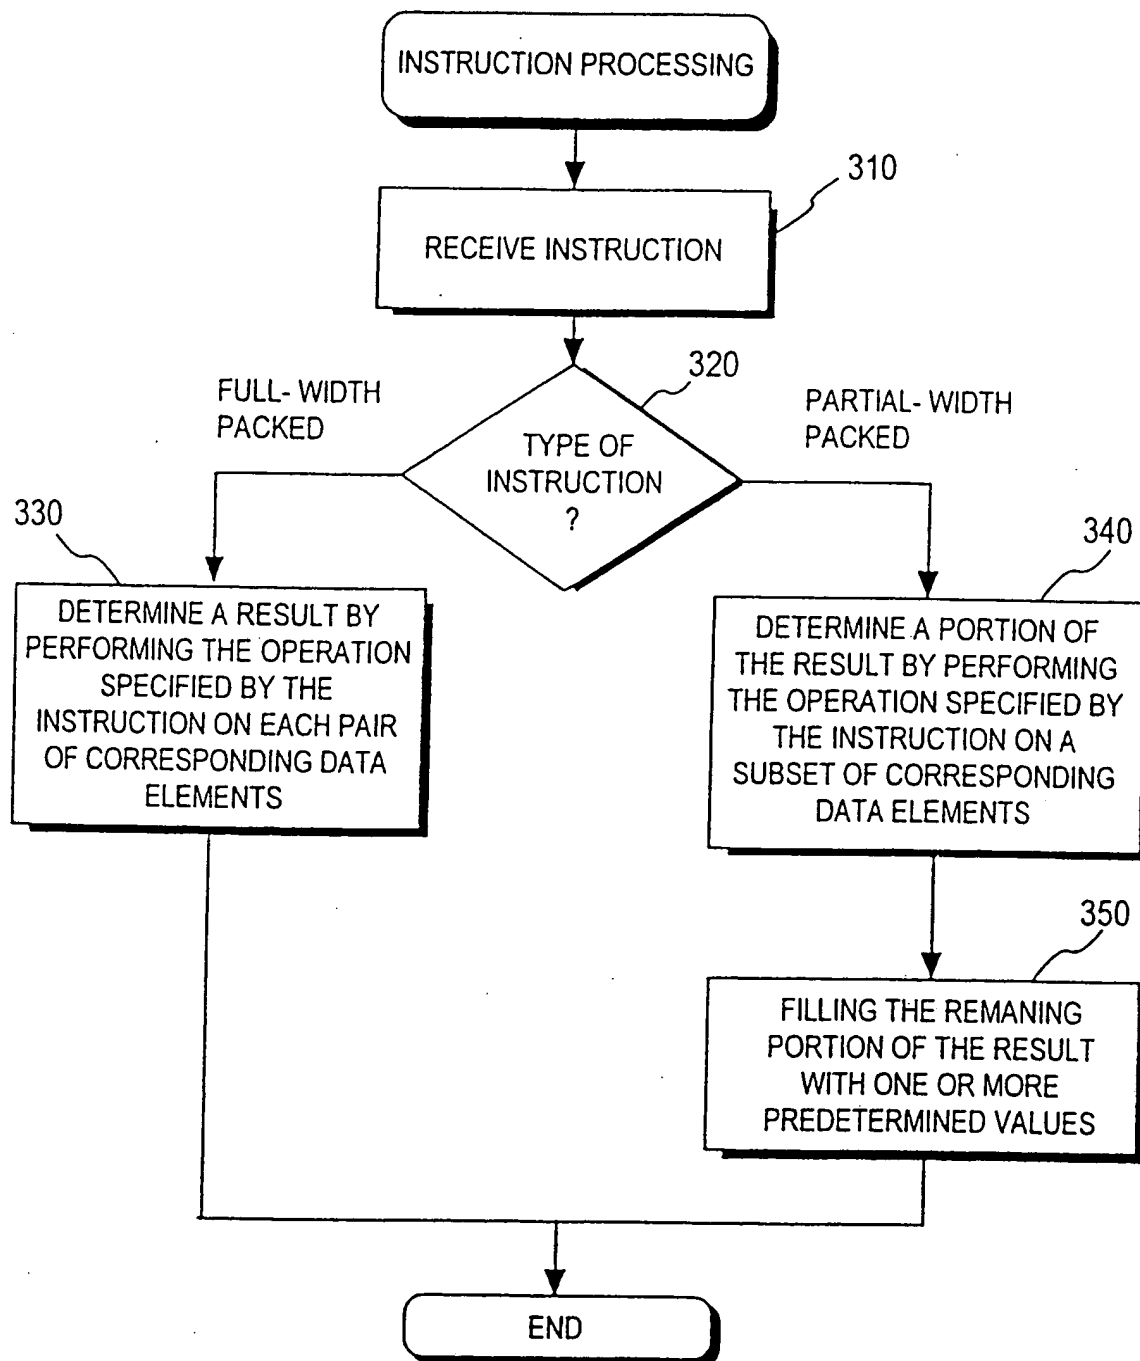 INSTRUCTION PROCESSING
310
RECEIVE INSTRUCTION
320
FULL- WIDTH
PACKED
PARTIAL- WIDTH
PACKED
TYPE OF
INSTRUCTION
?
330
DETERMINE A RESULT BY
PERFORMING THE OPERATION
SPECIFIED BY THE
INSTRUCTION ON EACH PAIR
OF CORRESPONDING DATA
ELEMENTS
340
DETERMINE A PORTION OF
THE RESULT BY PERFORMING
THE OPERATION SPECIFIED BY
THE INSTRUCTION ON A
SUBSET OF CORRESPONDING
DATA ELEMENTS
350
FILLING THE REMANING
PORTION OF THE RESULT
WITH ONE OR MORE
PREDETERMINED VALUES
END